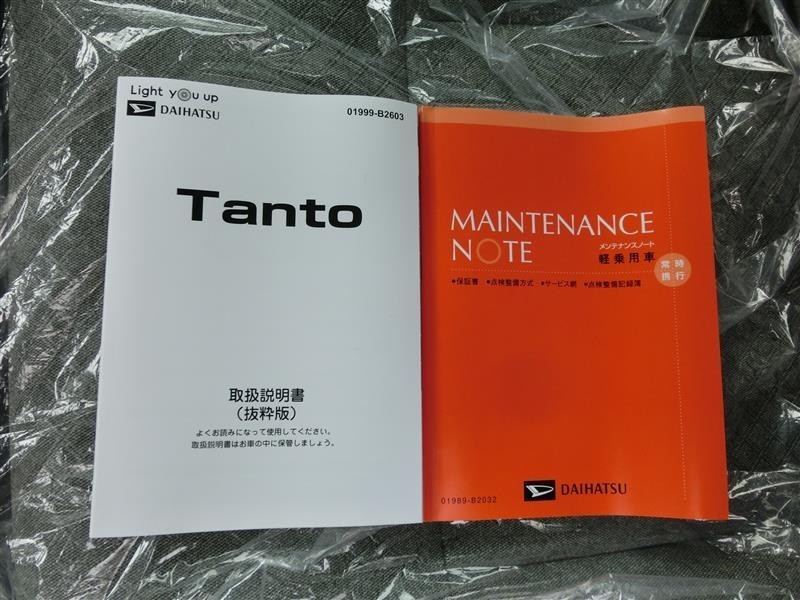 Light you up
DAIHATSU
01999-B2603
Tanto
取扱説明書
(抜粋版)
よくお読みになって使用してください。
取扱説明書はお車の中に保管しましょう。
MAINTENANCE
NOTE
メンテナンスノート
軽乗用車
常時
携行
●保証書 ●点検整備方式 ●サービス網 ●点検整備記録簿
01989-B2032
DAIHATSU